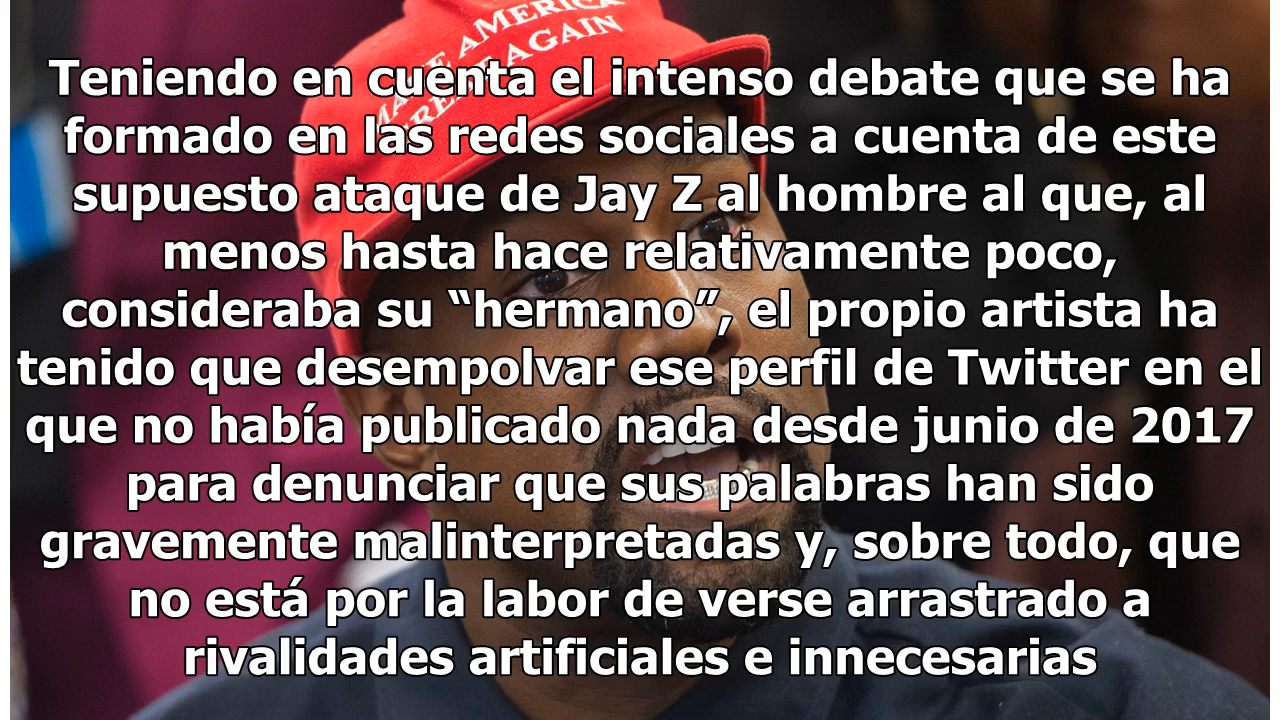 MAKE AMERICA
GREAT AGAIN
Teniendo en cuenta el intenso debate que se ha
formado en las redes sociales a cuenta de este
supuesto ataque de Jay Z al hombre al que, al
menos hasta hace relativamente poco,
consideraba su “hermano”, el propio artista ha
tenido que desempolvar ese perfil de Twitter en el
que no había publicado nada desde junio de 2017
para denunciar que sus palabras han sido
gravemente malinterpretadas y, sobre todo, que
no está por la labor de verse arrastrado a
rivalidades artificiales e innecesarias